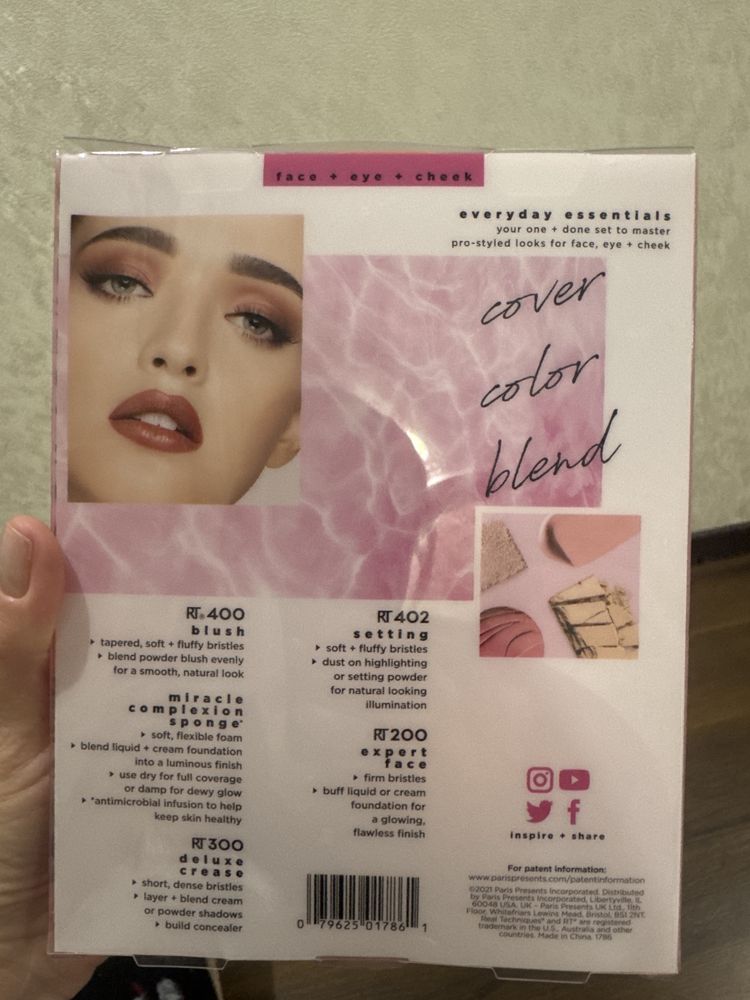 face + eye + cheek
everyday essentials
your one + done set to master
pro-styled looks for face, eye + cheek
cover
color
blend
RT® 400
blush
▸ tapered, soft + fluffy bristles
▸ blend powder blush evenly
for a smooth, natural look
miracle
complexion
sponge*
▸ soft, flexible foam
▸ blend liquid + cream foundation
into a luminous finish
▸ use dry for full coverage
or damp for dewy glow
▸ *antimicrobial infusion to help
keep skin healthy
RT 300
deluxe
crease
▸ short, dense bristles
▸ layer + blend cream
or powder shadows
▸ build concealer
RT 402
setting
▸ soft + fluffy bristles
▸ dust on highlighting
or setting powder
for natural looking
illumination
RT 200
expert
face
▸ firm bristles
▸ buff liquid or cream
foundation for
a glowing,
flawless finish
0 79625 01786 1
inspire + share
For patent information:
www.parispresents.com/patentinformation
©2021 Paris Presents Incorporated. Distributed
by Paris Presents Incorporated, Libertyville, IL
60048 USA. UK - Paris Presents UK Ltd., 11th
Floor, Whitefriars Lewins Mead, Bristol, BS1 2NT.
Real Techniques® and RT® are registered
trademark in the U.S., Australia and other
countries. Made in China. 1786